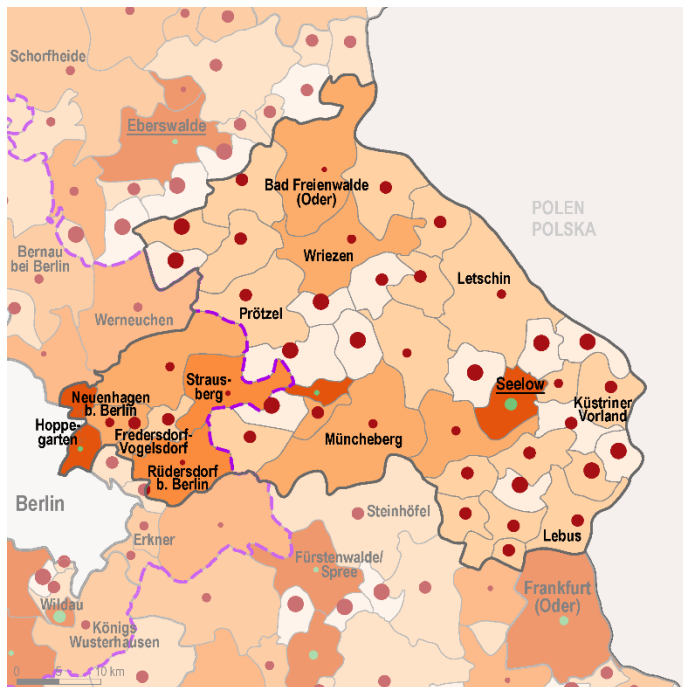 Schorfheide
Eberswalde
Bad Freienwalde
(Oder)
POLEN
POLSKA
Bernau
bei Berlin
Wriezen
Letschin
Prötzel
Werneuchen
Straus-
berg
Seelow
Neuenhagen
b. Berlin
Küstriner
Vorland
Hoppe-
garten
Fredersdorf-
Vogelsdorf
Müncheberg
Rüdersdorf
b. Berlin
Berlin
Steinhöfel
Lebus
Erkner
Fürstenwalde/
Spree
Frankfurt
(Oder)
Wildau
Königs
Wusterhausen
0 5 10 km